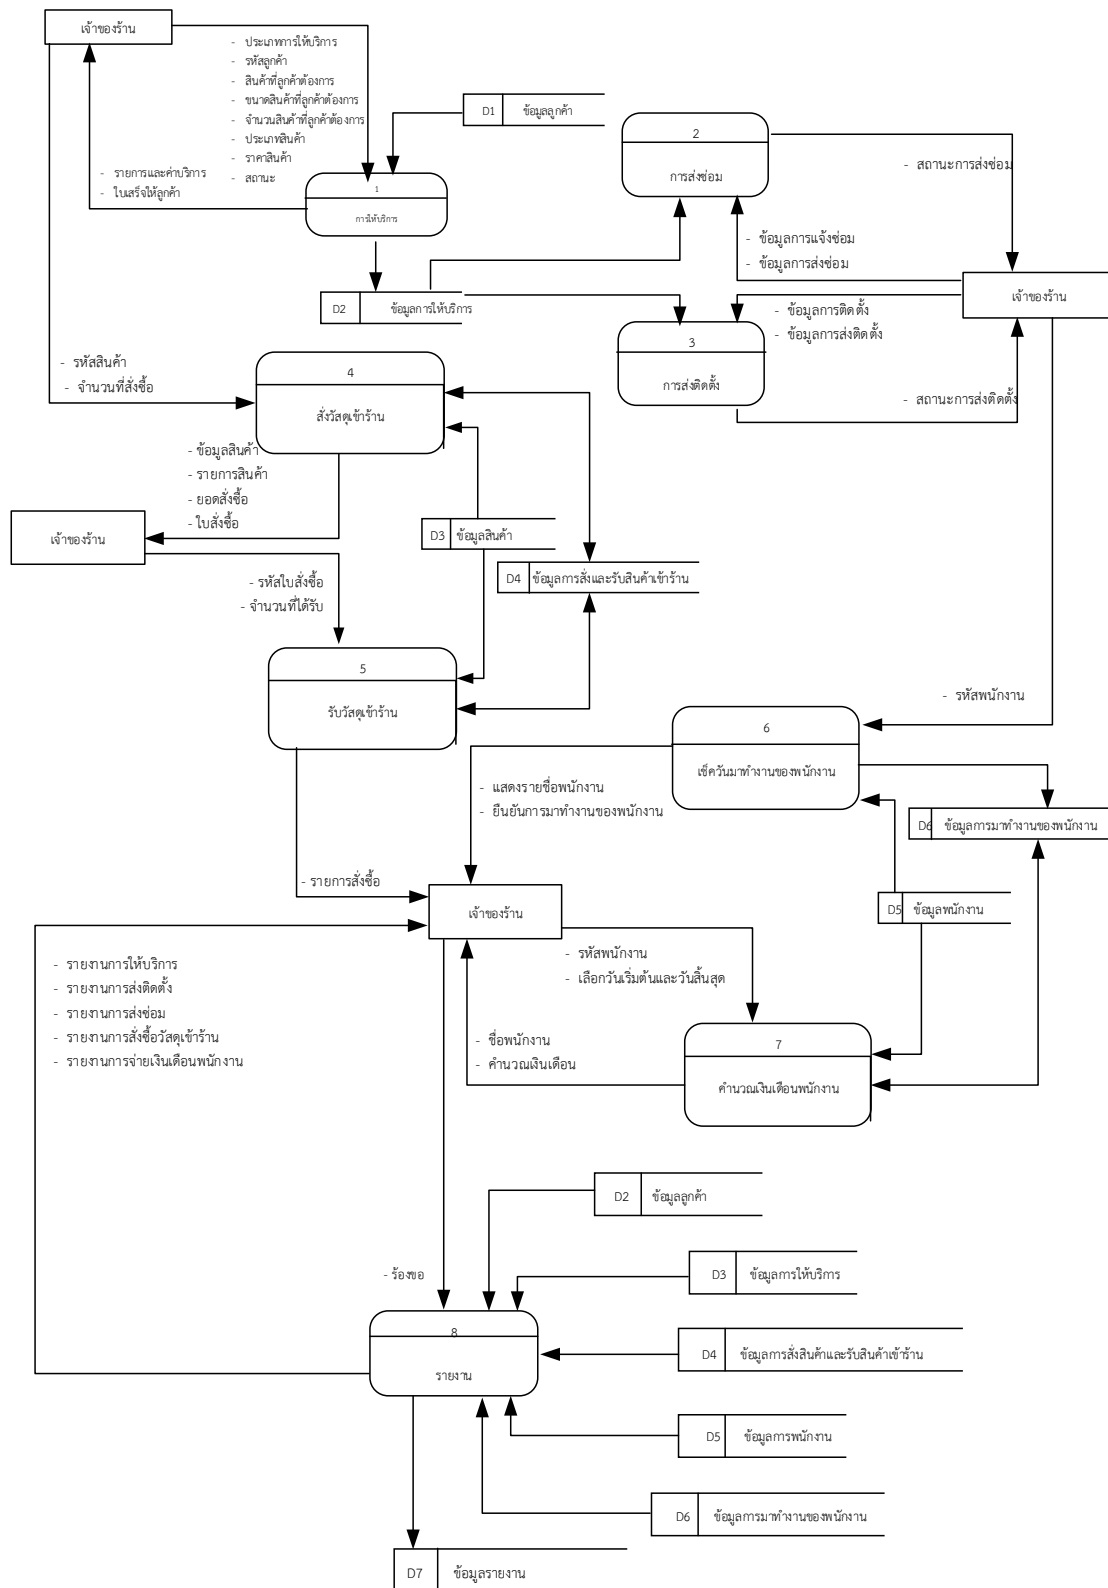 เจ้าของร้าน
- ประเภทการให้บริการ
- รหัสลูกค้า
- สินค้าที่ลูกค้าต้องการ
- ขนาดสินค้าที่ลูกค้าต้องการ
- จำนวนสินค้าที่ลูกค้าต้องการ
- ประเภทสินค้า
- ราคาสินค้า
- สถานะ
- รายการและค่าบริการ
- ใบเสร็จให้ลูกค้า
D1 ข้อมูลลูกค้า
1
การให้บริการ
2
การส่งซ่อม
- สถานะการส่งซ่อม
- ข้อมูลการแจ้งซ่อม
- ข้อมูลการส่งซ่อม
เจ้าของร้าน
D2 ข้อมูลการให้บริการ
- ข้อมูลการติดตั้ง
- ข้อมูลการส่งติดตั้ง
3
การส่งติดตั้ง
- สถานะการส่งติดตั้ง
- รหัสสินค้า
- จำนวนที่สั่งซื้อ
4
สั่งวัสดุเข้าร้าน
- ข้อมูลสินค้า
- รายการสินค้า
- ยอดสั่งซื้อ
- ใบสั่งซื้อ
เจ้าของร้าน
D3 ข้อมูลสินค้า
D4 ข้อมูลการสั่งและรับสินค้าเข้าร้าน
- รหัสใบสั่งซื้อ
- จำนวนที่ได้รับ
5
รับวัสดุเข้าร้าน
- รหัสพนักงาน
6
เช็ควันมาทำงานของพนักงาน
- แสดงรายชื่อพนักงาน
- ยืนยันการมาทำงานของพนักงาน
D6 ข้อมูลการมาทำงานของพนักงาน
- รายการสั่งซื้อ
เจ้าของร้าน
D5 ข้อมูลพนักงาน
- รหัสพนักงาน
- เลือกวันเริ่มต้นและวันสิ้นสุด
- รายงานการให้บริการ
- รายงานการส่งติดตั้ง
- รายงานการส่งซ่อม
- รายงานการสั่งซื้อวัสดุเข้าร้าน
- รายงานการจ่ายเงินเดือนพนักงาน
- ชื่อพนักงาน
- คำนวณเงินเดือน
7
คำนวณเงินเดือนพนักงาน
D2 ข้อมูลลูกค้า
- ร้องขอ
D3 ข้อมูลการให้บริการ
8
รายงาน
D4 ข้อมูลการสั่งสินค้าและรับสินค้าเข้าร้าน
D5 ข้อมูลการพนักงาน
D6 ข้อมูลการมาทำงานของพนักงาน
D7 ข้อมูลรายงาน